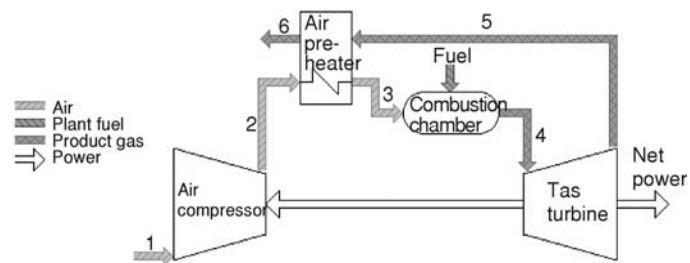 6
Air
pre-
heater
5
Fuel
3
Combustion
chamber
2
4
Air
Plant fuel
Product gas
Power
Air
compressor
Tas
turbine
Net
power
1